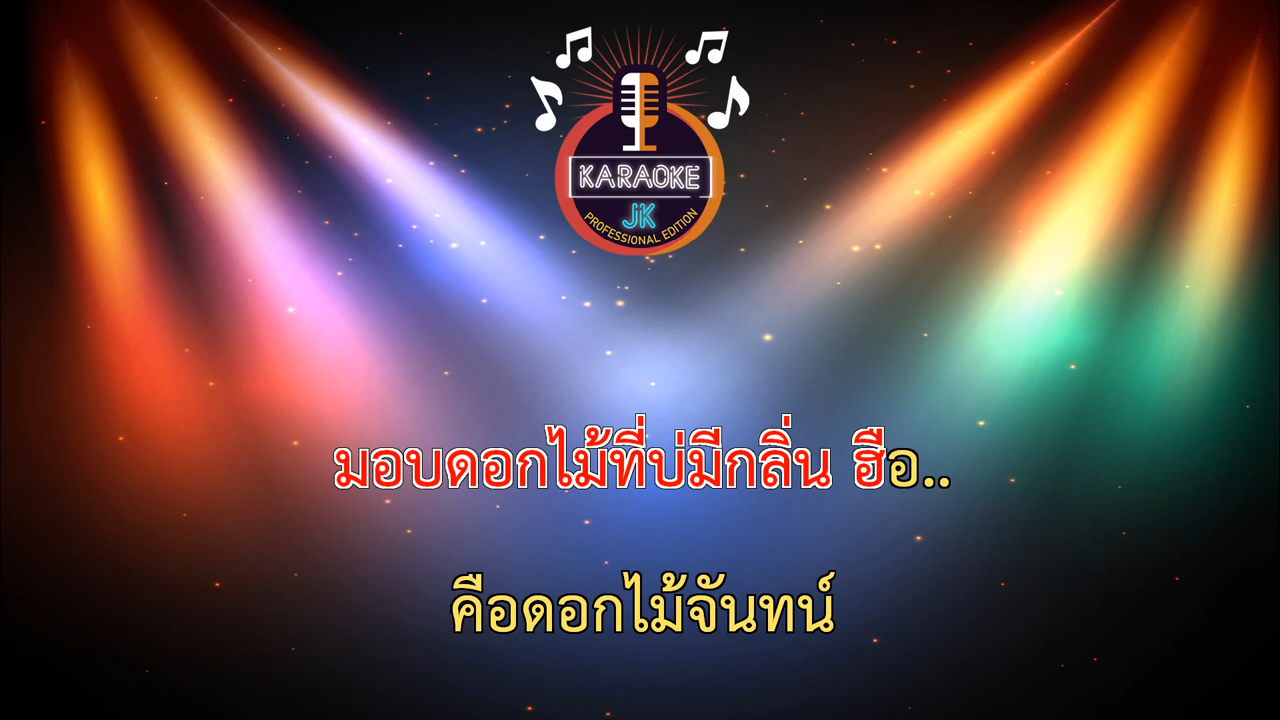 KARAOKE
JK
PROFESSIONAL EDITION
มอบดอกไม้ที่บ่มีกลิ่น ฮือ..
คือดอกไม้จันทน์